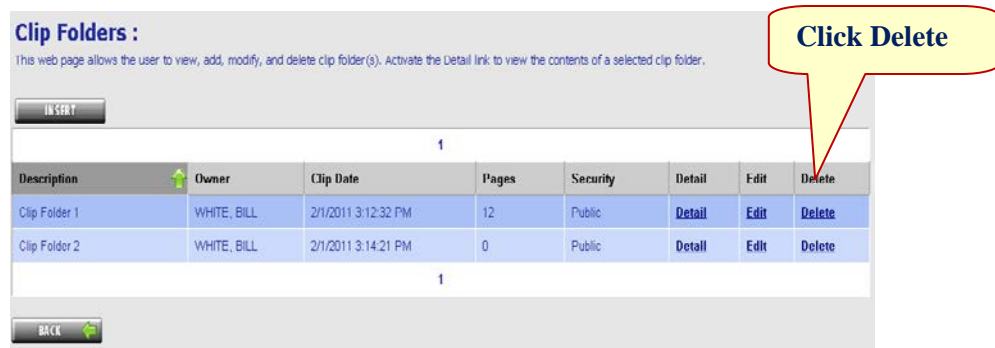 Clip Folders :
Click Delete
This web page allows the user to view, add, modify, and delete clip folder(s). Activate the Detail link to view the contents of a selected clip folder.
INSERT
1
Description Owner Clip Date Pages Security Detail Edit Delete
Clip Folder 1 WHITE, BILL 2/1/2011 3:12:32 PM 12 Public Detail Edit Delete
Clip Folder 2 WHITE, BILL 2/1/2011 3:14:21 PM 0 Public Detail Edit Delete
1
BACK